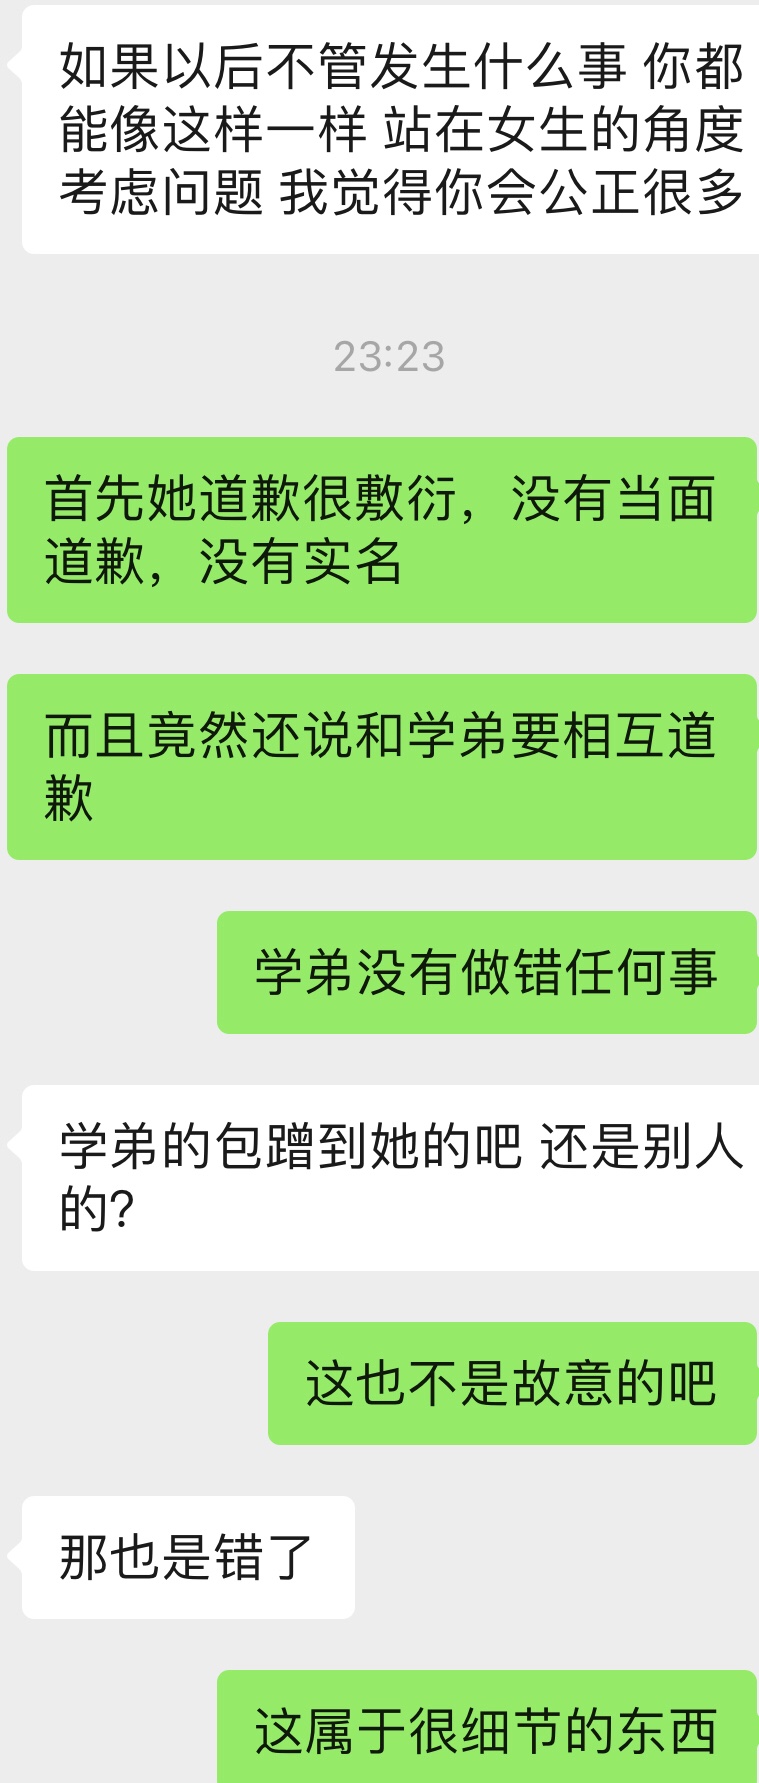 如果以后不管发生什么事 你都
能像这样一样 站在女生的角度
考虑问题 我觉得你会公正很多
23:23
首先她道歉很敷衍，没有当面
道歉，没有实名
而且竟然还说和学弟要相互道
歉
学弟没有做错任何事
学弟的包蹭到她的吧 还是别人
的?
这也不是故意的吧
那也是错了
这属于很细节的东西